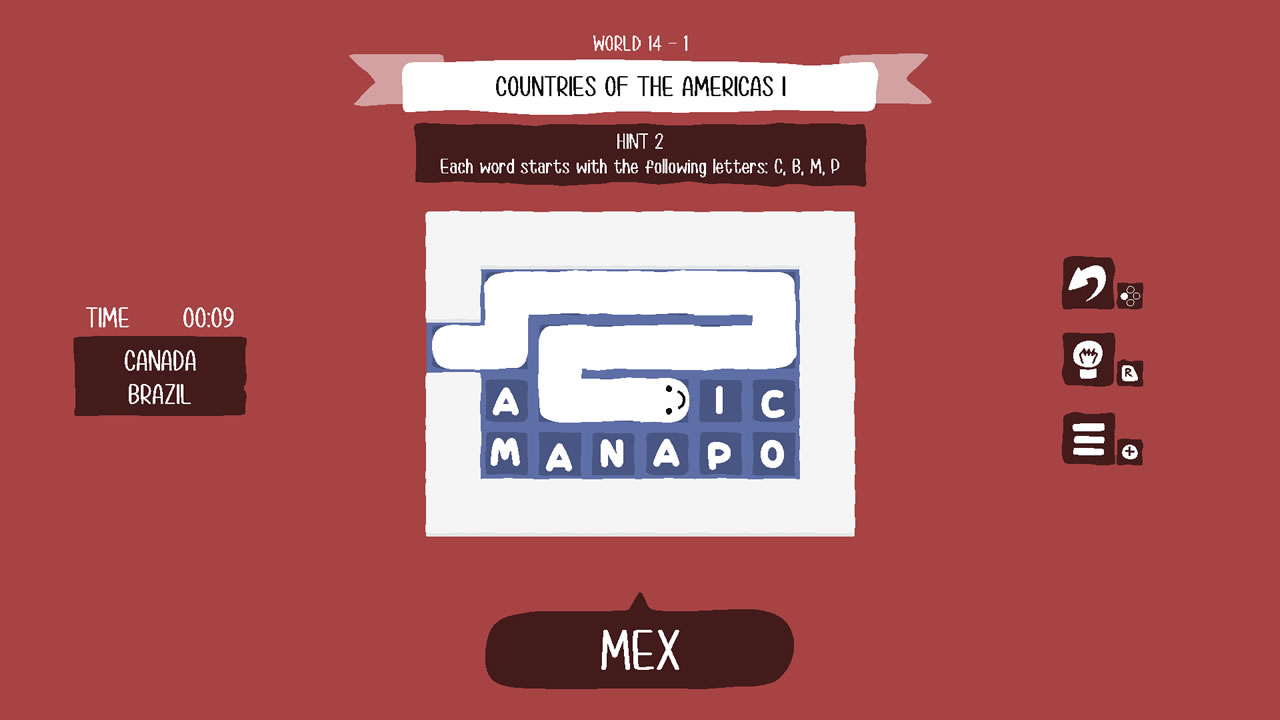 WORLD 14 - 1
COUNTRIES OF THE AMERICAS I
HINT 2
Each word starts with the following letters: C, B, M, P
TIME 00:09
CANADA
BRAZIL
A I C
M A N A P O
R
MEX